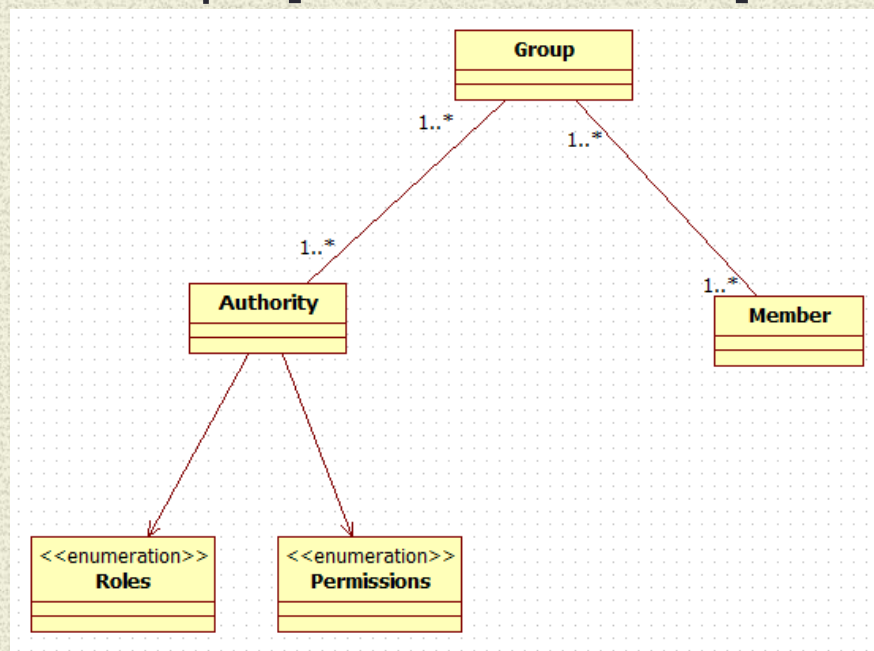 Group
1..*
1..*
1..*
1..*
Authority
Member
<<enumeration>>
Roles
<<enumeration>>
Permissions